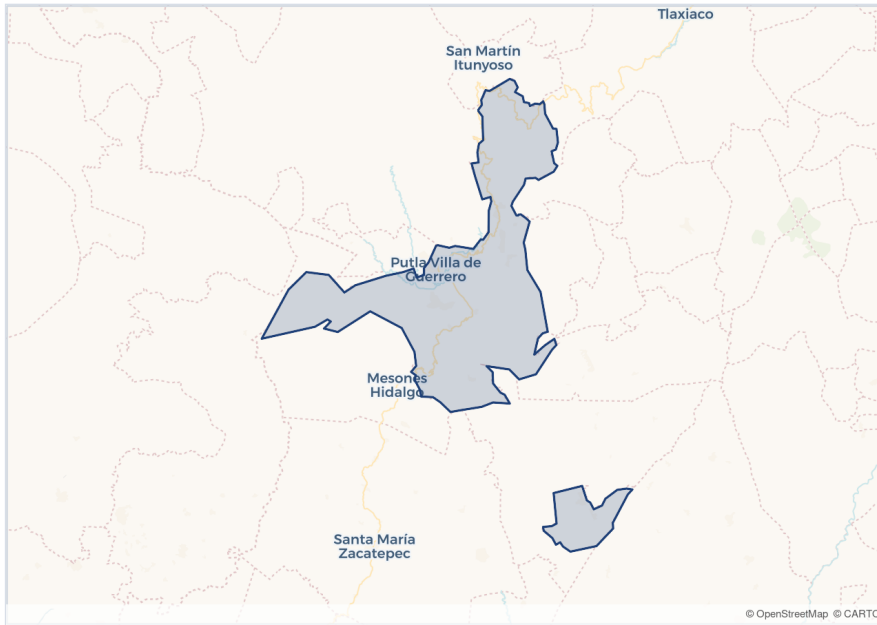 Tlaxiaco
San Martín
Itunyoso
Putla Villa de
Guerrero
Mesones
Hidalgo
Santa María
Zacatepec
© OpenStreetMap © CARTO